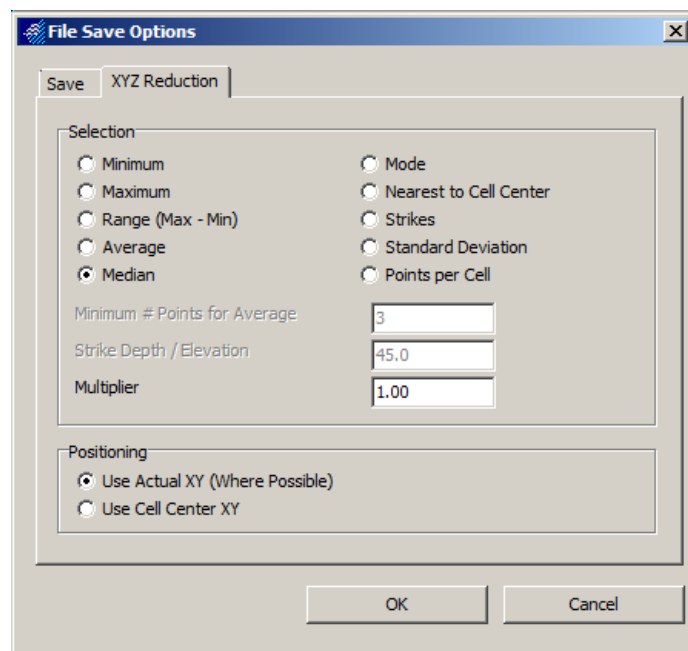 File Save Options
Save
XYZ Reduction
Selection
Minimum
Mode
Maximum
Nearest to Cell Center
Range (Max - Min)
Strikes
Average
Standard Deviation
Median
Points per Cell
Minimum # Points for Average
3
Strike Depth / Elevation
45.0
Multiplier
1.00
Positioning
Use Actual XY (Where Possible)
Use Cell Center XY
OK
Cancel